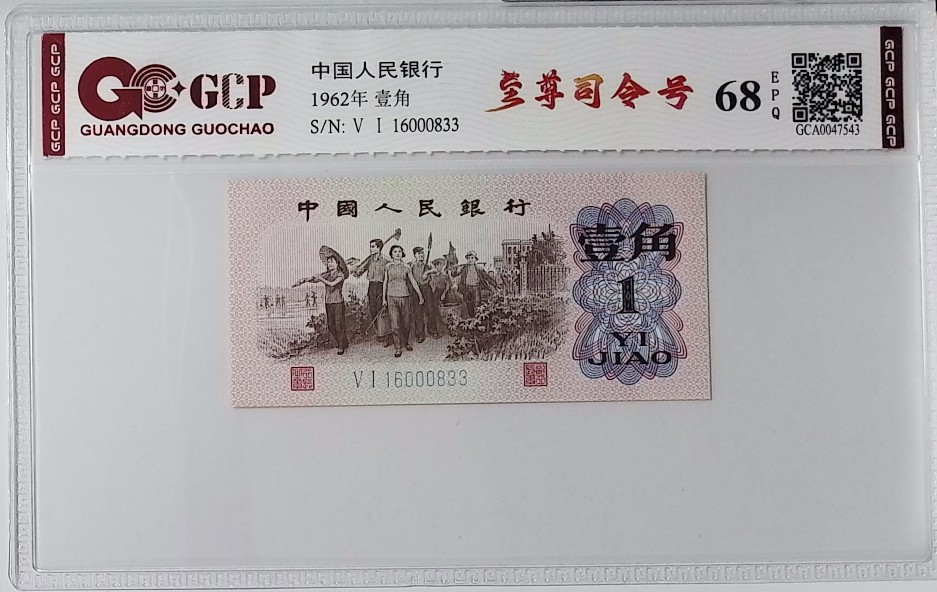 GCP GCP GCP
GCP
GUANGDONG GUOCHAO
中国人民银行
1962年 壹角
S/N: V I 16000833
至尊司令号
68
EPQ
GCA0047543
GCP GCP GCP
中國人民銀行
壹角
1
YI
JIAO
V I 16000833